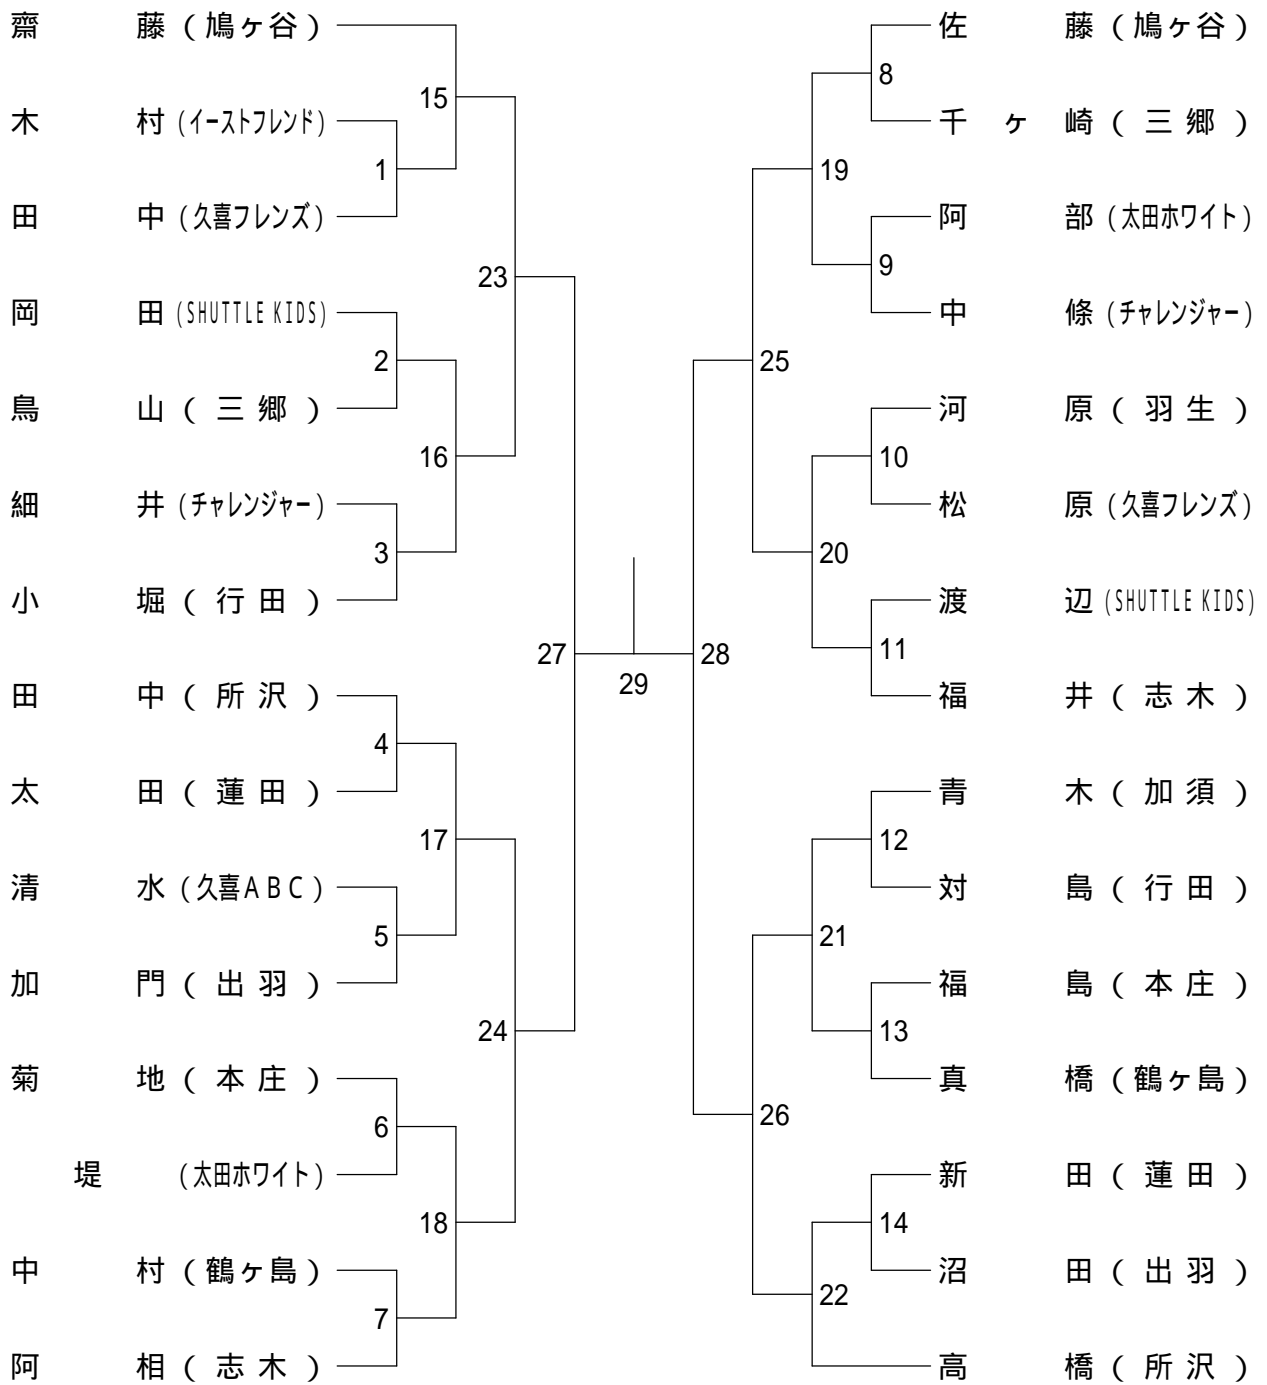 齋藤（鳩ヶ谷）
15
木村（イーストフレンド）
1
田中（久喜フレンズ）
23
岡田（SHUTTLE KIDS）
2
鳥山（三郷）
16
細井（チャレンジャー）
3
小堀（行田）
27
田中（所沢）
4
太田（蓮田）
17
清水（久喜ＡＢＣ）
5
加門（出羽）
24
菊地（本庄）
6
堤（太田ホワイト）
18
中村（鶴ヶ島）
7
阿相（志木）
29
佐藤（鳩ヶ谷）
8
千ヶ崎（三郷）
19
阿部（太田ホワイト）
9
中條（チャレンジャー）
25
河原（羽生）
10
松原（久喜フレンズ）
20
渡辺（SHUTTLE KIDS）
11
28
福井（志木）
青木（加須）
12
対島（行田）
21
福島（本庄）
13
真橋（鶴ヶ島）
26
新田（蓮田）
14
沼田（出羽）
22
高橋（所沢）